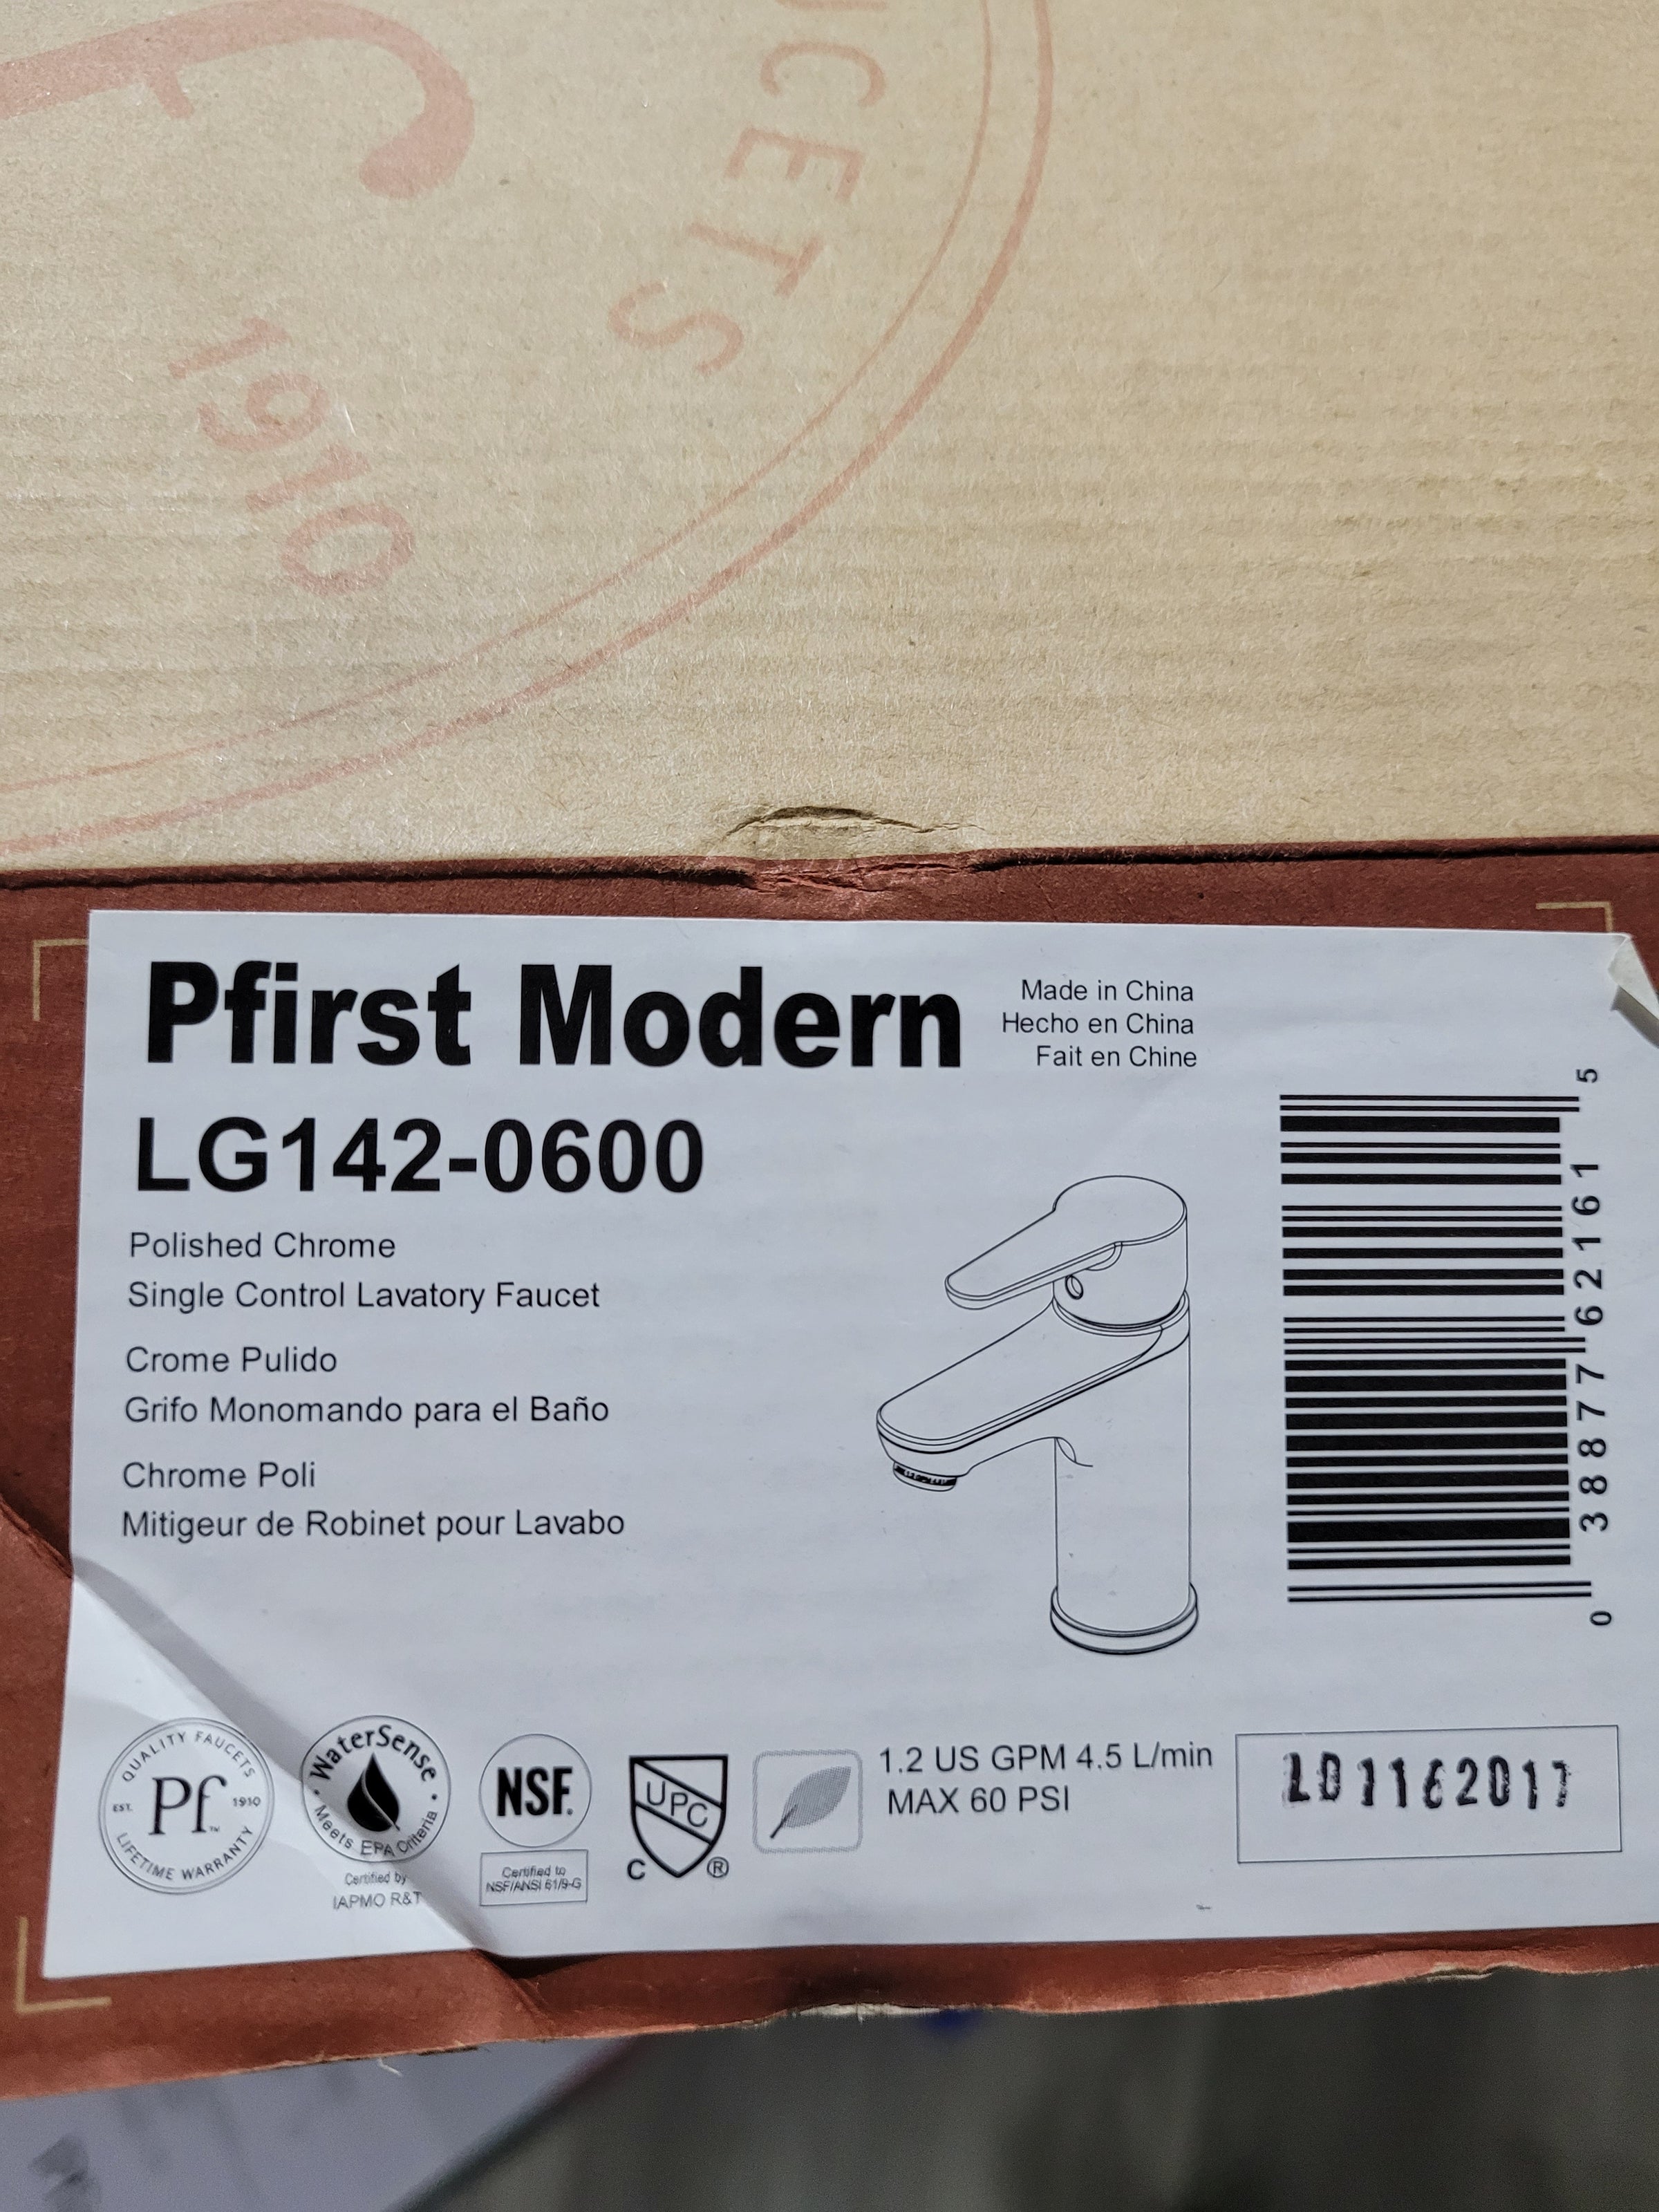 UCETS
1910
Pfirst Modern
Made in China
Hecho en China
Fait en Chine
LG142-0600
Polished Chrome
Single Control Lavatory Faucet
Crome Pulido
Grifo Monomando para el Baño
Chrome Poli
Mitigeur de Robinet pour Lavabo
0 38877 62161 5
QUALITY FAUCETS
EST. Pf™ 1910
LIFETIME WARRANTY
WaterSense
Meets EPA Criteria
Certified by
IAPMO R&T
NSF.
Certified to
NSF/ANSI 61/9-G
UPC
C ®
1.2 US GPM 4.5 L/min
MAX 60 PSI